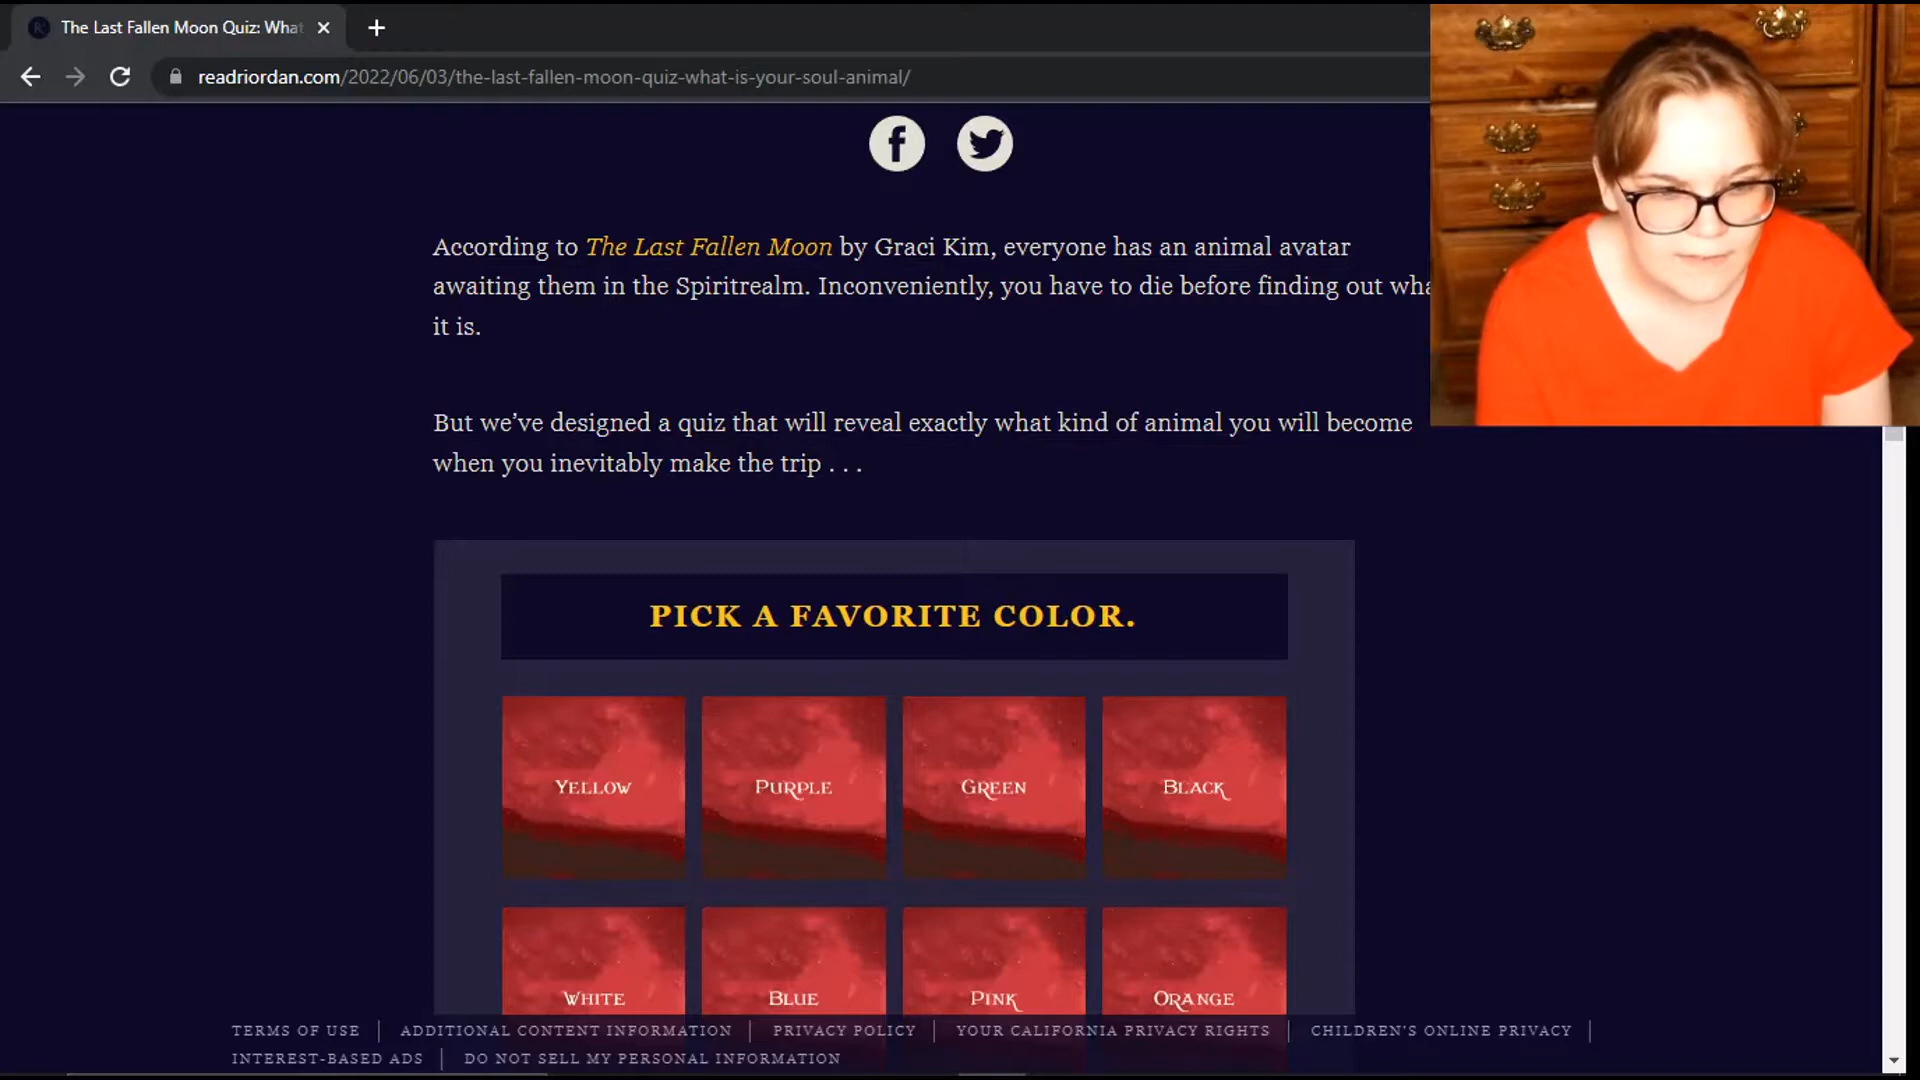 The Last Fallen Moon Quiz: What
readriordan.com/2022/06/03/the-last-fallen-moon-quiz-what-is-your-soul-animal/
According to The Last Fallen Moon by Graci Kim, everyone has an animal avatar
awaiting them in the Spiritrealm. Inconveniently, you have to die before finding out wha
it is.
But we’ve designed a quiz that will reveal exactly what kind of animal you will become
when you inevitably make the trip . . .
PICK A FAVORITE COLOR.
YELLOW PURPLE GREEN BLACK
WHITE BLUE PINK ORANGE
TERMS OF USE | ADDITIONAL CONTENT INFORMATION | PRIVACY POLICY | YOUR CALIFORNIA PRIVACY RIGHTS | CHILDREN'S ONLINE PRIVACY |
INTEREST-BASED ADS | DO NOT SELL MY PERSONAL INFORMATION